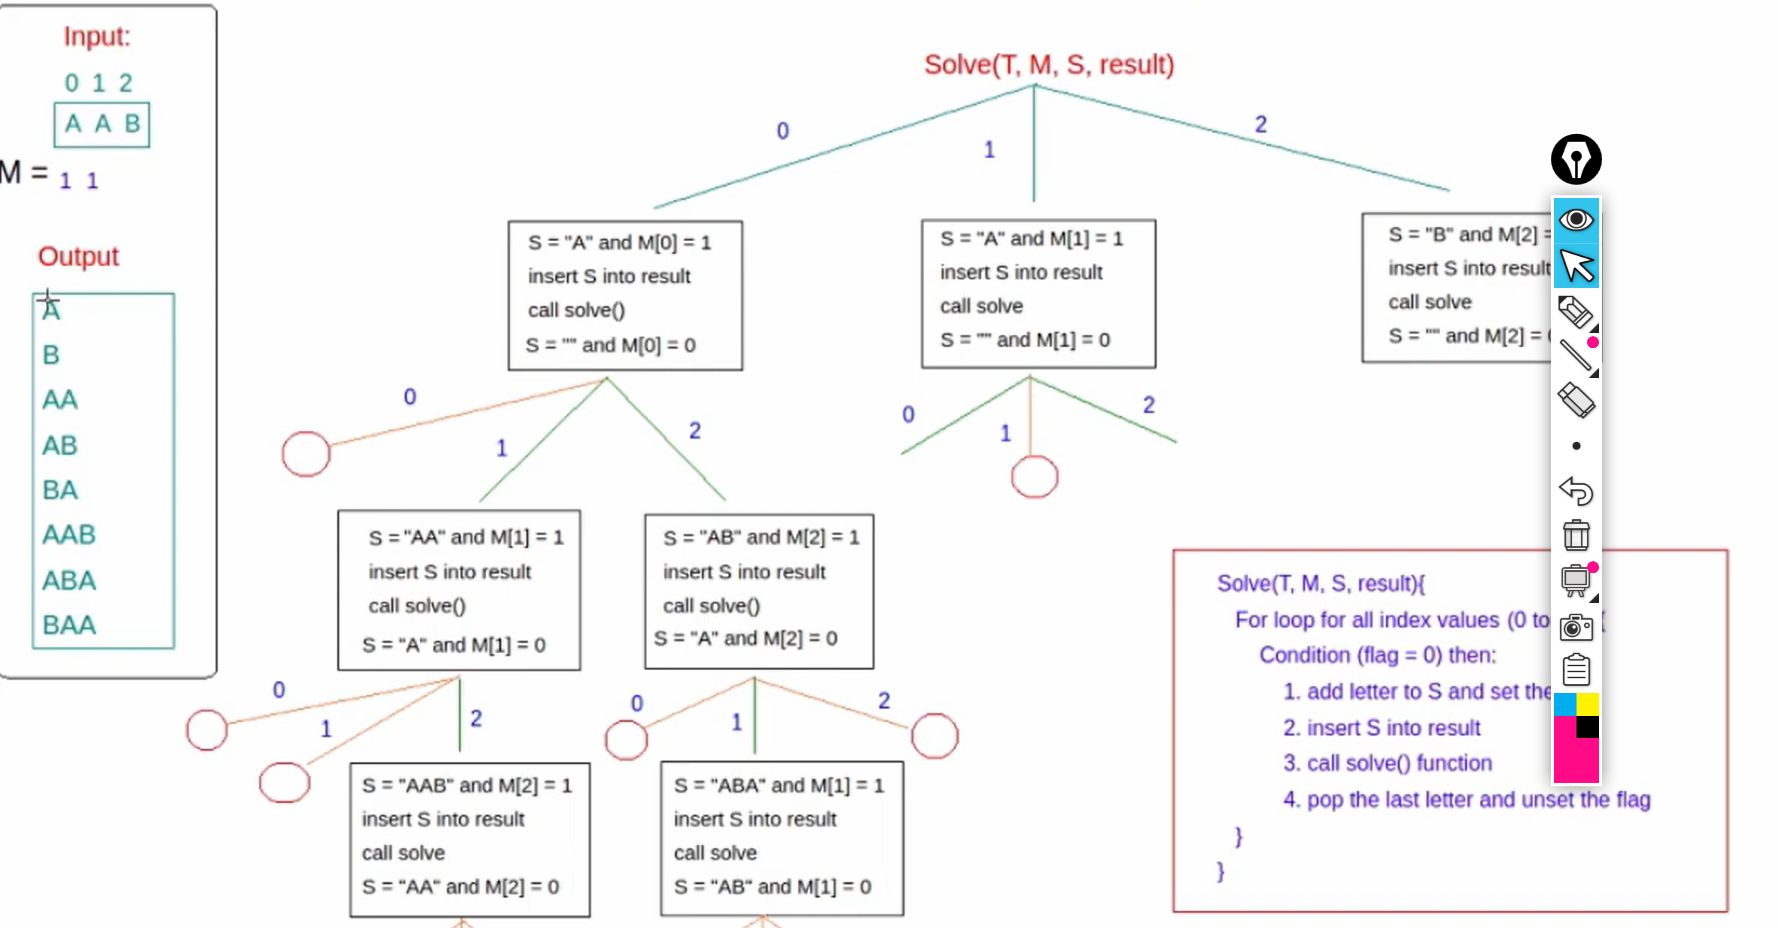 Input:
0 1 2
A A B
M = 1 1
Output
A
B
AA
AB
BA
AAB
ABA
BAA
Solve(T, M, S, result)
0
1
2
S = "A" and M[0] = 1
insert S into result
call solve()
S = "" and M[0] = 0
S = "A" and M[1] = 1
insert S into result
call solve
S = "" and M[1] = 0
S = "B" and M[2] =
insert S into result
call solve
S = "" and M[2] =
0
1
2
0
1
2
S = "AA" and M[1] = 1
insert S into result
call solve()
S = "A" and M[1] = 0
S = "AB" and M[2] = 1
insert S into result
call solve()
S = "A" and M[2] = 0
0
1
2
0
1
2
S = "AAB" and M[2] = 1
insert S into result
call solve
S = "AA" and M[2] = 0
S = "ABA" and M[1] = 1
insert S into result
call solve
S = "AB" and M[1] = 0
Solve(T, M, S, result){
For loop for all index values (0 to {
Condition (flag = 0) then:
1. add letter to S and set the
2. insert S into result
3. call solve() function
4. pop the last letter and unset the flag
}
}